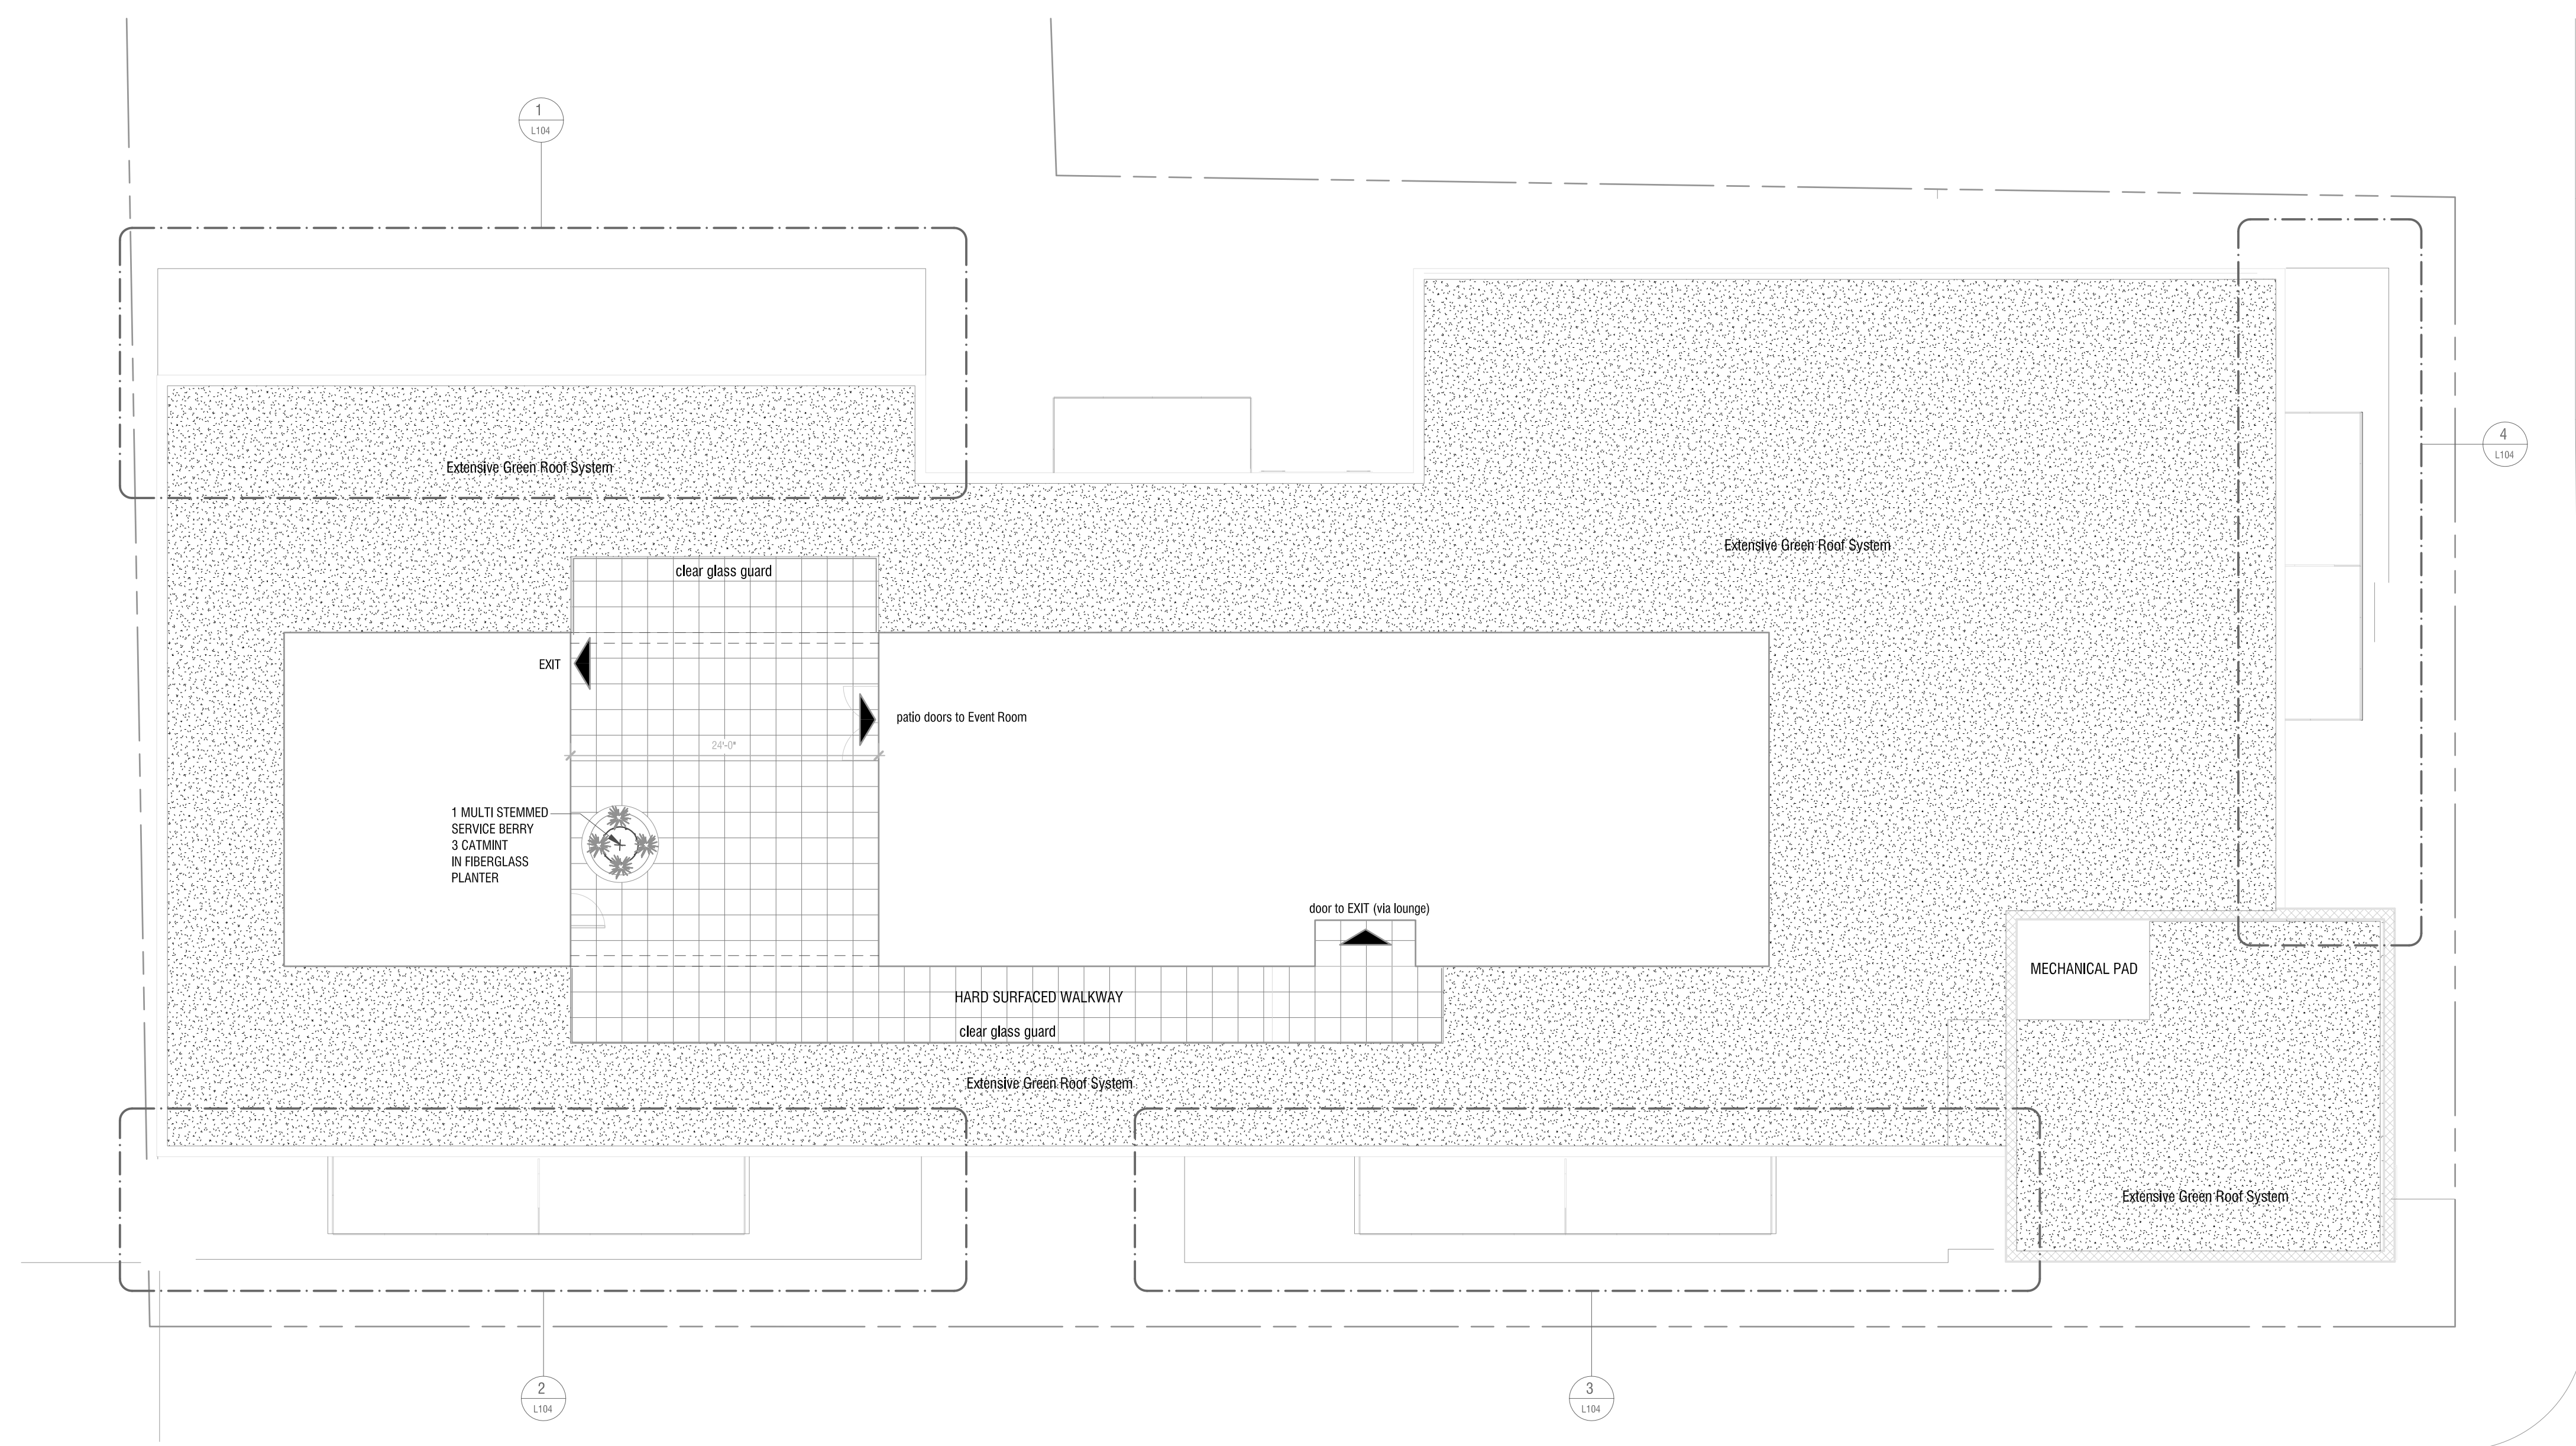 1
L104
4
L104
Extensive Green Roof System
Extensive Green Roof System
clear glass guard
EXIT
patio doors to Event Room
24'-0"
1 MULTI STEMMED
SERVICE BERRY
3 CATMINT
IN FIBERGLASS
PLANTER
door to EXIT (via lounge)
MECHANICAL PAD
HARD SURFACED WALKWAY
clear glass guard
Extensive Green Roof System
Extensive Green Roof System
2
L104
3
L104